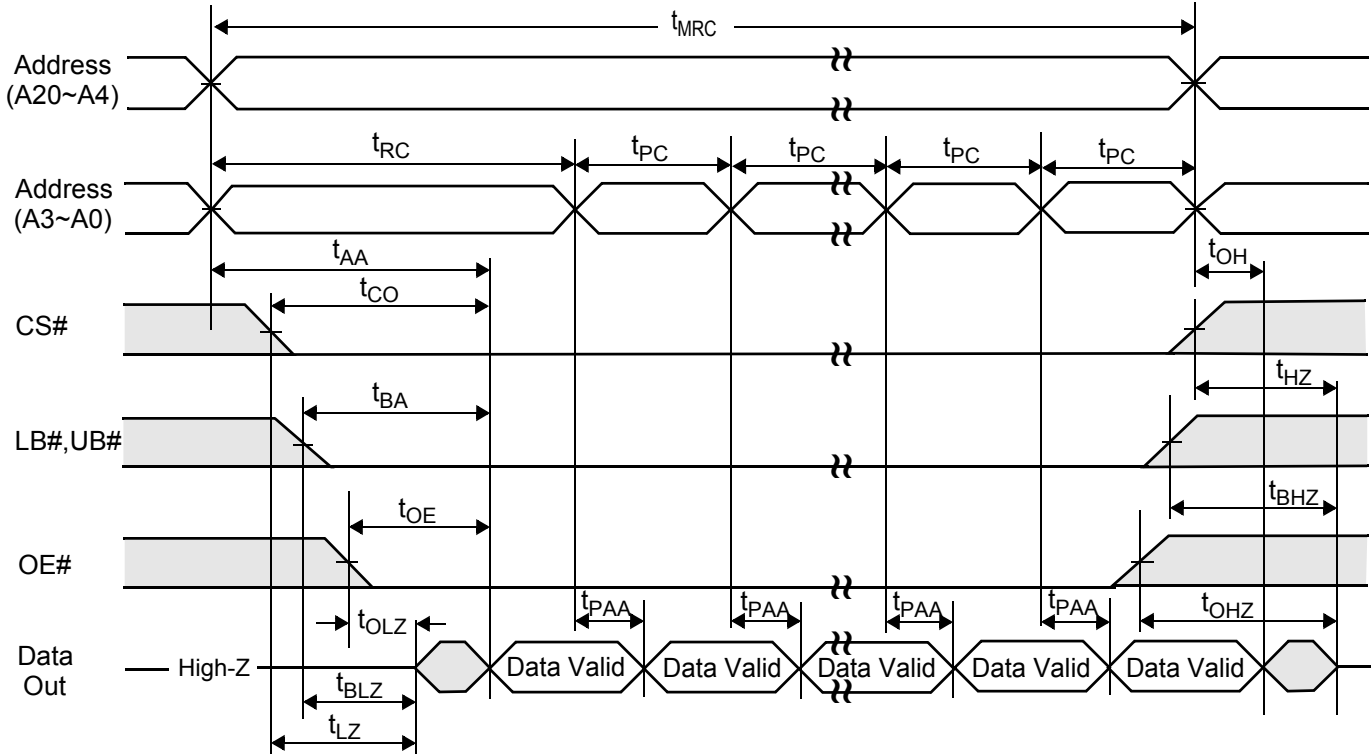 tMRC
Address
(A20~A4)
tRC
tPC
tPC
tPC
tPC
Address
(A3~A0)
tAA
tOH
tCO
CS#
tHZ
tBA
LB#,UB#
tBHZ
tOE
OE#
tOLZ
tPAA
tPAA
tPAA
tPAA
tOHZ
Data
Out
High-Z
Data Valid
Data Valid
Data Valid
Data Valid
Data Valid
tBLZ
tLZ